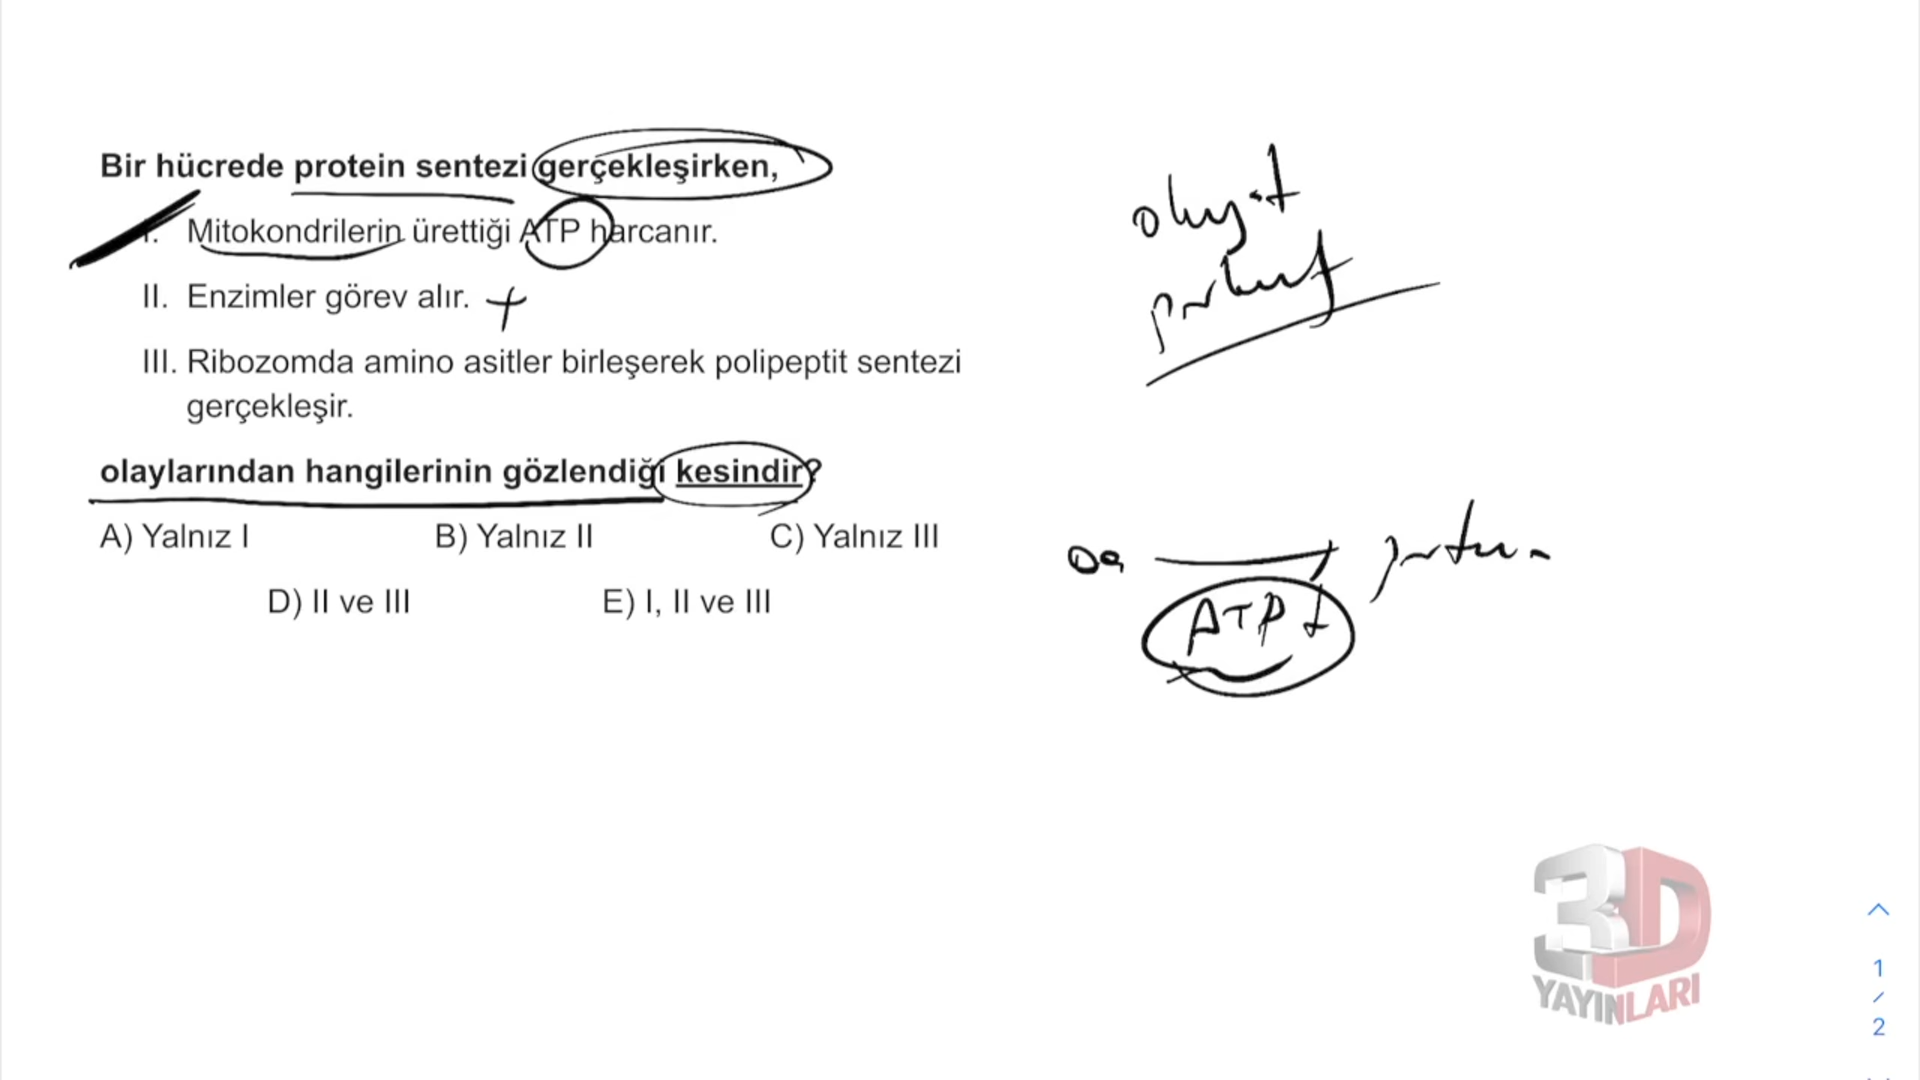 Bir hücrede protein sentezi gerçekleşirken,
I. Mitokondrilerin ürettiği ATP harcanır.
II. Enzimler görev alır. +
III. Ribozomda amino asitler birleşerek polipeptit sentezi
gerçekleşir.
olaylarından hangilerinin gözlendiği kesindir?
A) Yalnız I B) Yalnız II C) Yalnız III
D) II ve III E) I, II ve III
ATP
3D
YAYINLARI
1
/
2